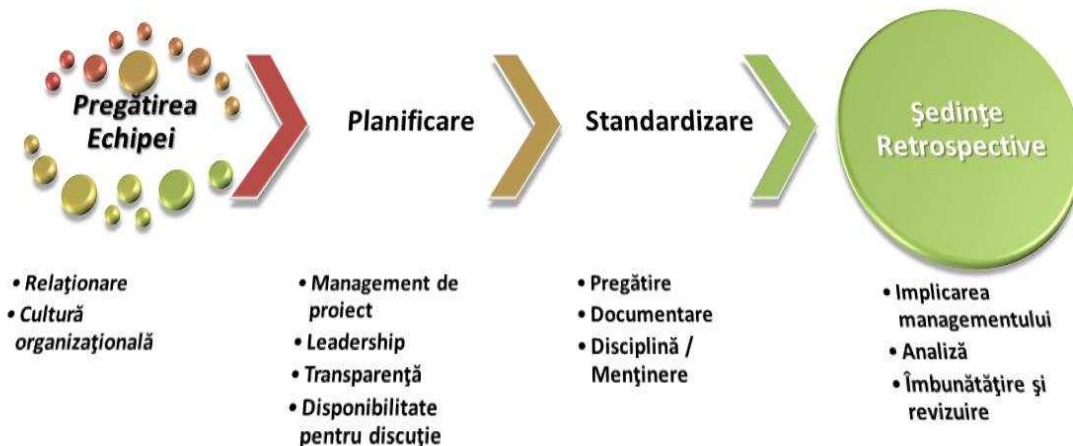 Pregătirea
Echipei
Planificare
Standardizare
Şedinţe
Retrospective
• Relaţionare
• Cultură
organizaţională
• Management de
proiect
• Leadership
• Transparenţă
• Disponibilitate
pentru discuţie
• Pregătire
• Documentare
• Disciplină /
Menţinere
• Implicarea
managementului
• Analiză
• Îmbunătăţire şi
revizuire